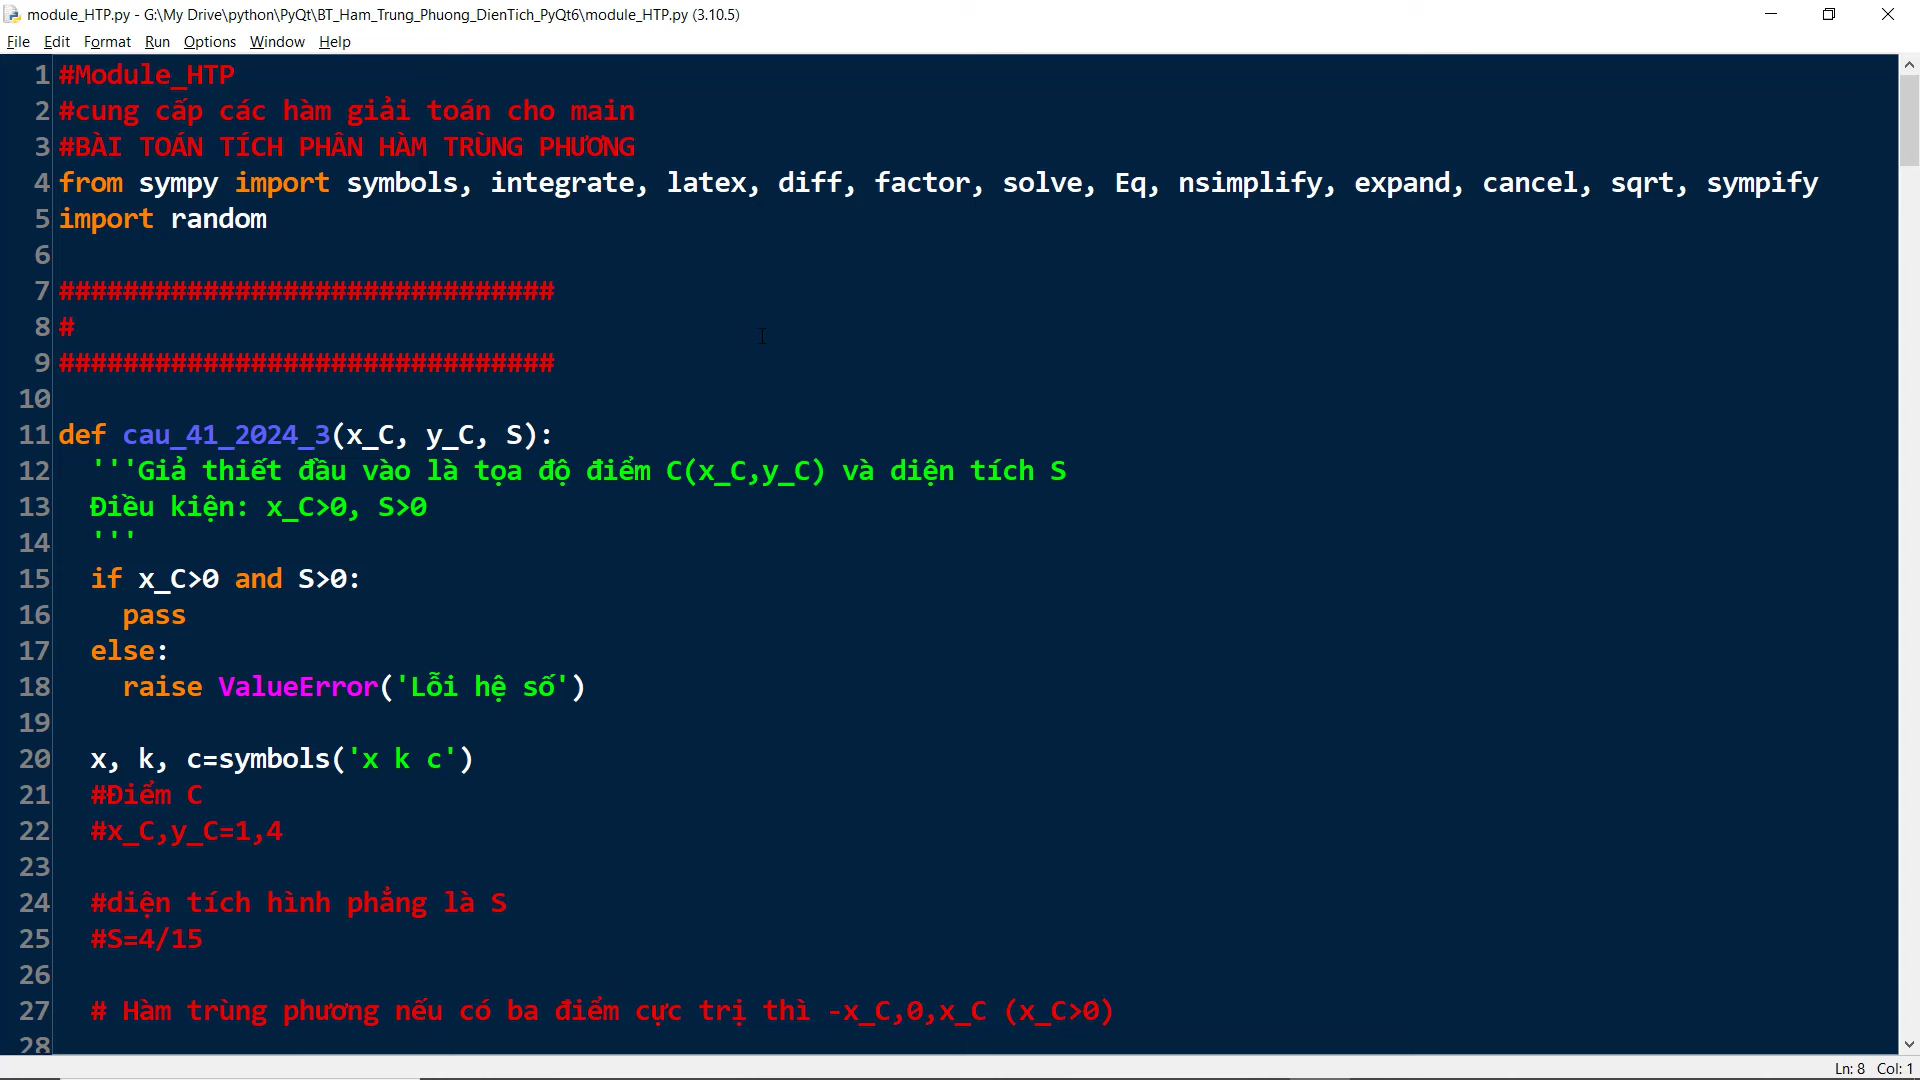 module_HTP.py - G:\My Drive\python\PyQt\BT_Ham_Trung_Phuong_DienTich_PyQt6\module_HTP.py (3.10.5)
File Edit Format Run Options Window Help
1 #Module_HTP
2 #cung cấp các hàm giải toán cho main
3 #BÀI TOÁN TÍCH PHÂN HÀM TRÙNG PHƯƠNG
4 from sympy import symbols, integrate, latex, diff, factor, solve, Eq, nsimplify, expand, cancel, sqrt, sympify
5 import random
6
7 ###############################
8 #
9 ###############################
10
11 def cau_41_2024_3(x_C, y_C, S):
12 '''Giả thiết đầu vào là tọa độ điểm C(x_C,y_C) và diện tích S
13 Điều kiện: x_C>0, S>0
14 '''
15 if x_C>0 and S>0:
16 pass
17 else:
18 raise ValueError('Lỗi hệ số')
19
20 x, k, c=symbols('x k c')
21 #Điểm C
22 #x_C,y_C=1,4
23
24 #diện tích hình phẳng là S
25 #S=4/15
26
27 # Hàm trùng phương nếu có ba điểm cực trị thì -x_C,0,x_C (x_C>0)
28
Ln: 8 Col: 1